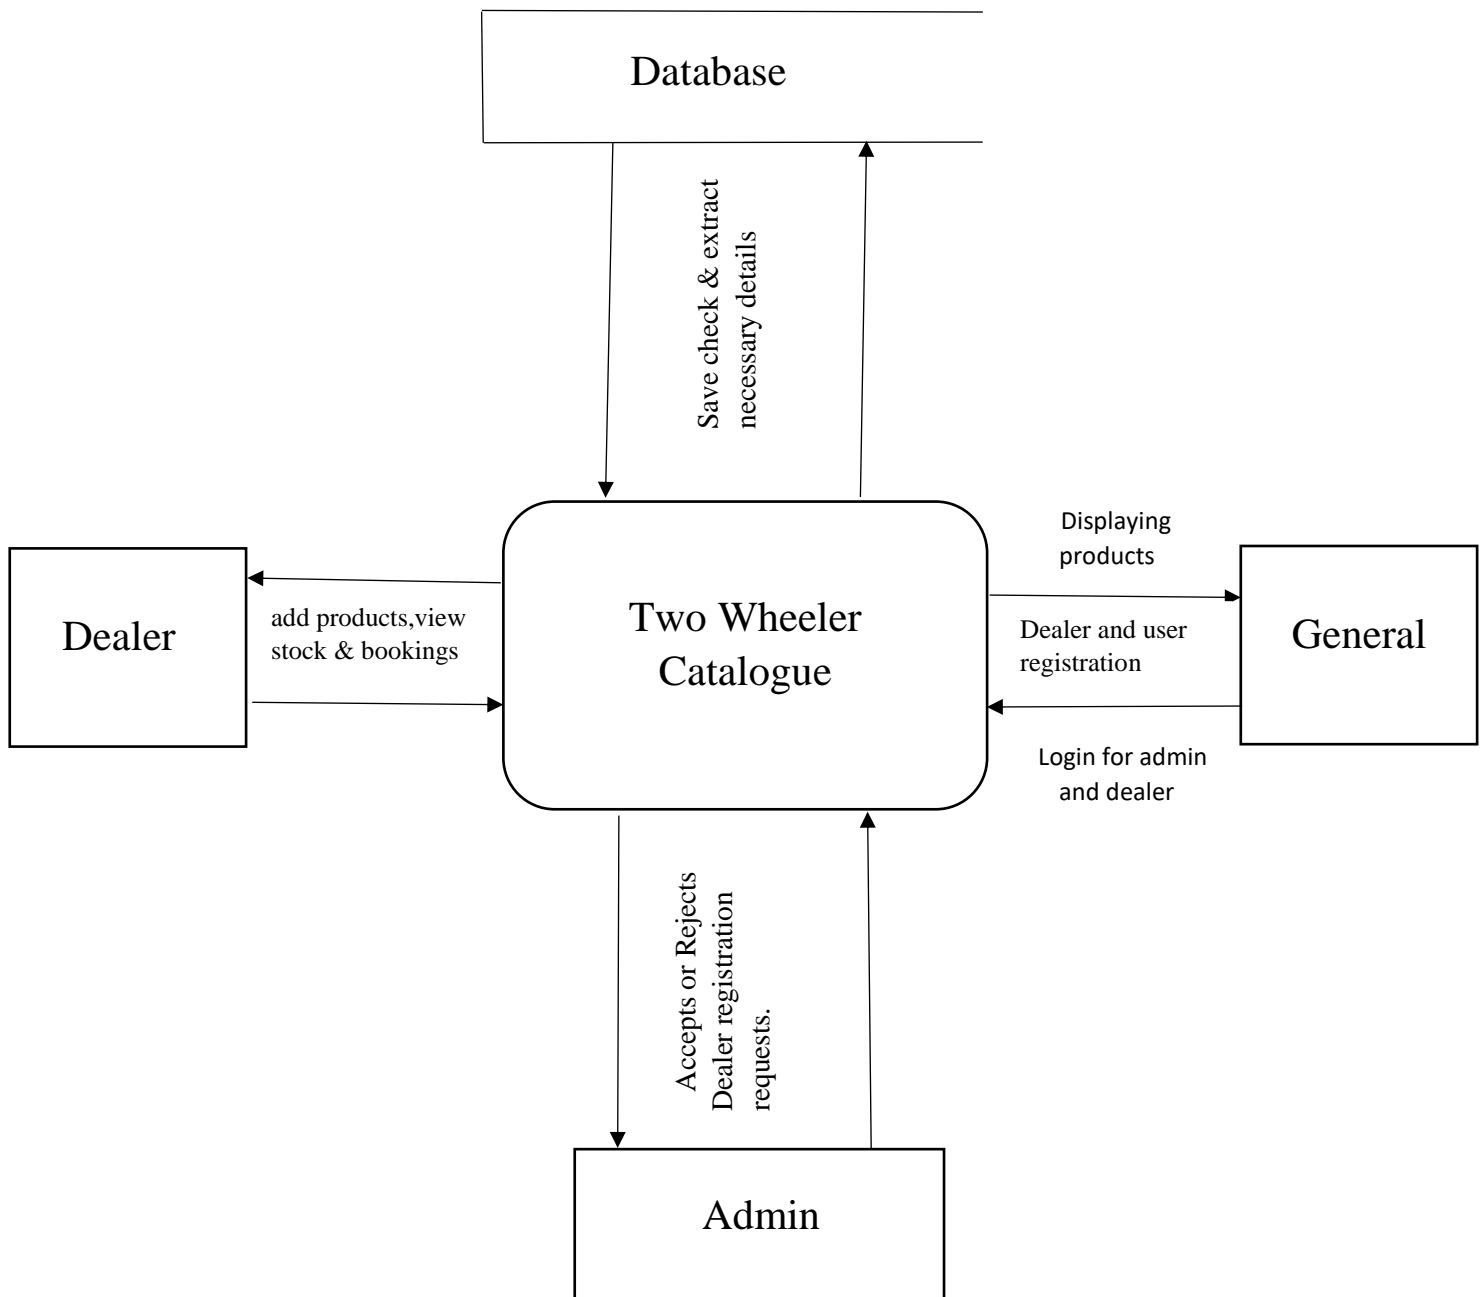 Database
Save check & extract
necessary details
Displaying
products
Dealer
add products,view
stock & bookings
Two Wheeler
Catalogue
Dealer and user
registration
General
Login for admin
and dealer
Accepts or Rejects
Dealer registration
requests.
Admin